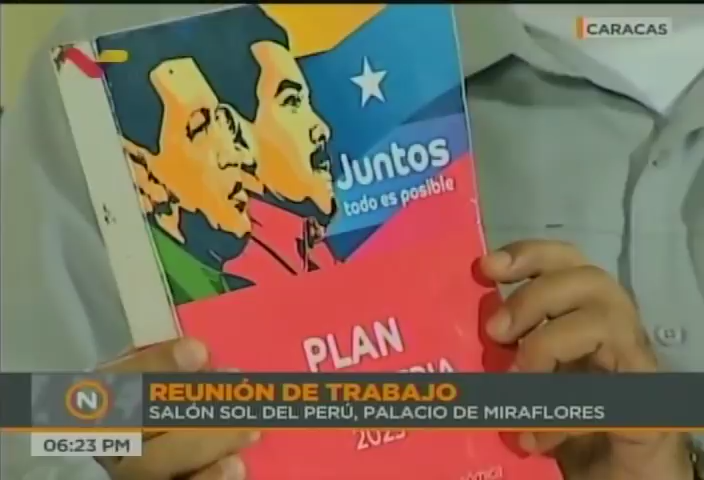 CARACAS
Juntos
todo es posible
PLAN
N
REUNIÓN DE TRABAJO
SALÓN SOL DEL PERÚ, PALACIO DE MIRAFLORES
06:23 PM
2025